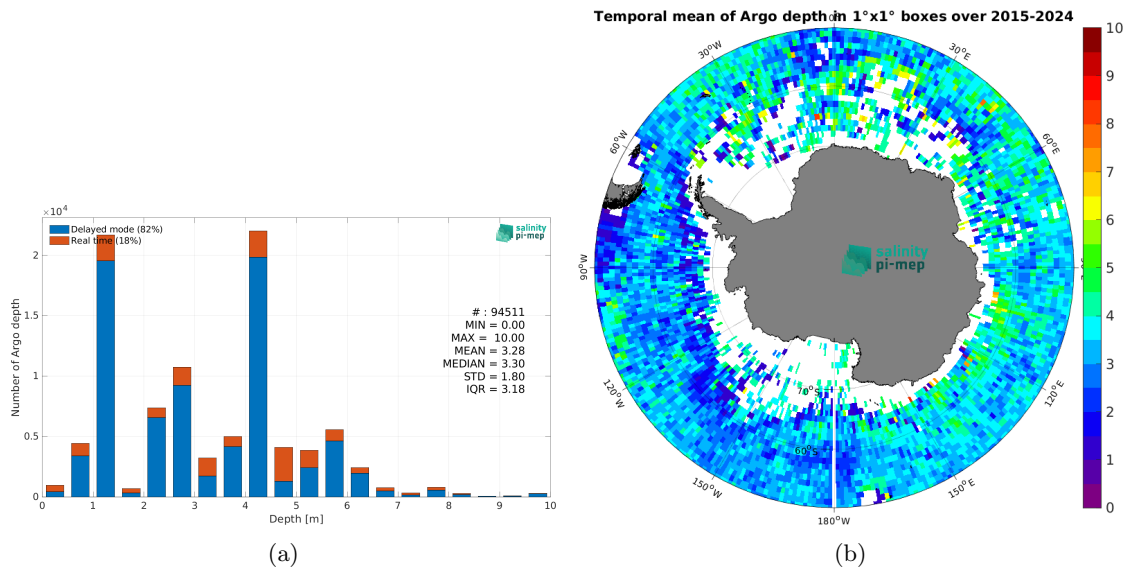 Temporal mean of Argo depth in 1°x1° boxes over 2015-2024
×10⁴
Delayed mode (82%)
Real time (18%)
salinity
pi-mep
# : 94511
MIN = 0.00
MAX = 10.00
MEAN = 3.28
MEDIAN = 3.30
STD = 1.80
IQR = 3.18
Number of Argo depth
2
1.5
1
0.5
0
0 1 2 3 4 5 6 7 8 9 10
Depth [m]
(a)
30°W
30°E
60°W
60°E
90°W
120°W
120°E
150°W
150°E
180°W
70°S
60°S
salinity
pi-mep
10
9
8
7
6
5
4
3
2
1
0
(b)